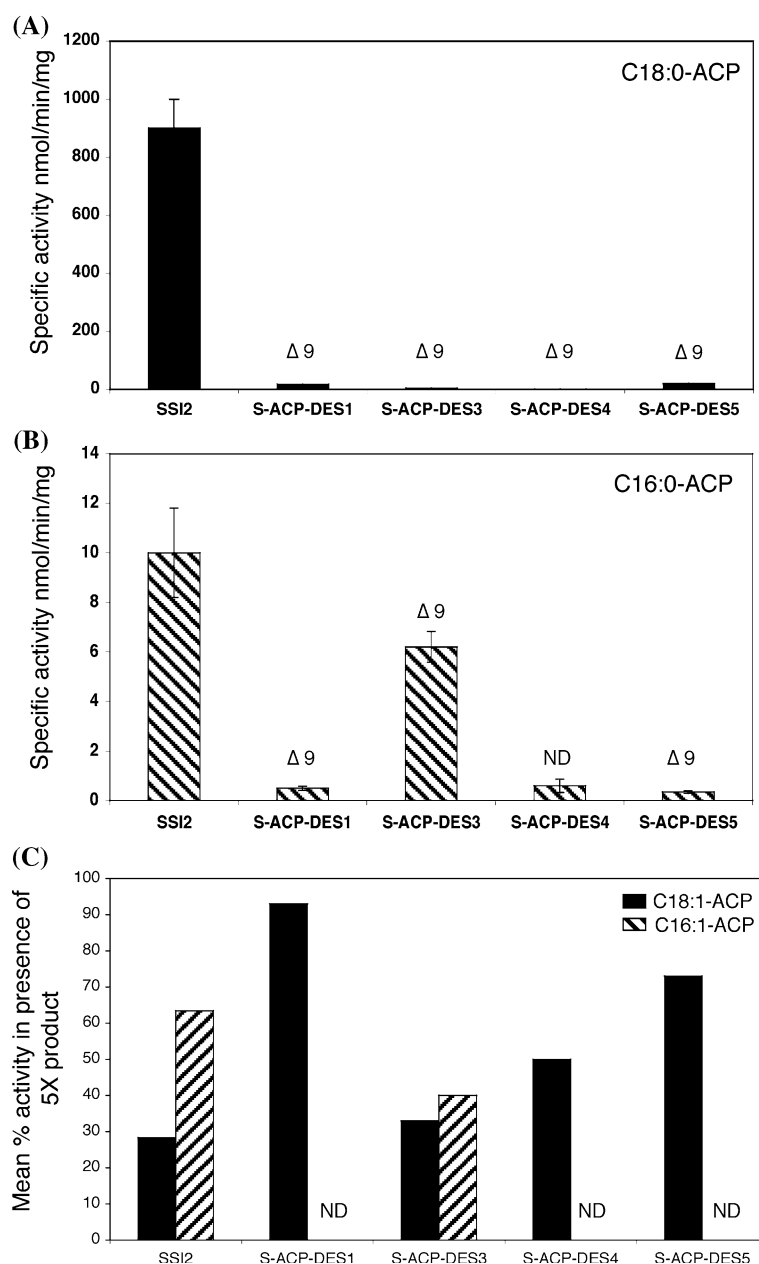 (A)
1200
1000
800
600
400
200
0
Specific activity nmol/min/mg
C18:0-ACP
Δ 9
Δ 9
Δ 9
Δ 9
SSI2 S-ACP-DES1 S-ACP-DES3 S-ACP-DES4 S-ACP-DES5
(B)
14
12
10
8
6
4
2
0
Specific activity nmol/min/mg
C16:0-ACP
Δ 9
Δ 9
ND
Δ 9
SSI2 S-ACP-DES1 S-ACP-DES3 S-ACP-DES4 S-ACP-DES5
(C)
100
90
80
70
60
50
40
30
20
10
0
Mean % activity in presence of
5X product
C18:1-ACP
C16:1-ACP
ND
ND
ND
SSI2 S-ACP-DES1 S-ACP-DES3 S-ACP-DES4 S-ACP-DES5